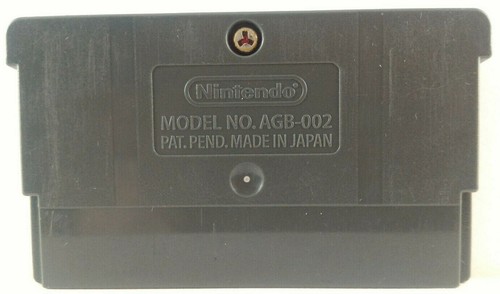 Nintendo
MODEL NO. AGB-002
PAT. PEND. MADE IN JAPAN